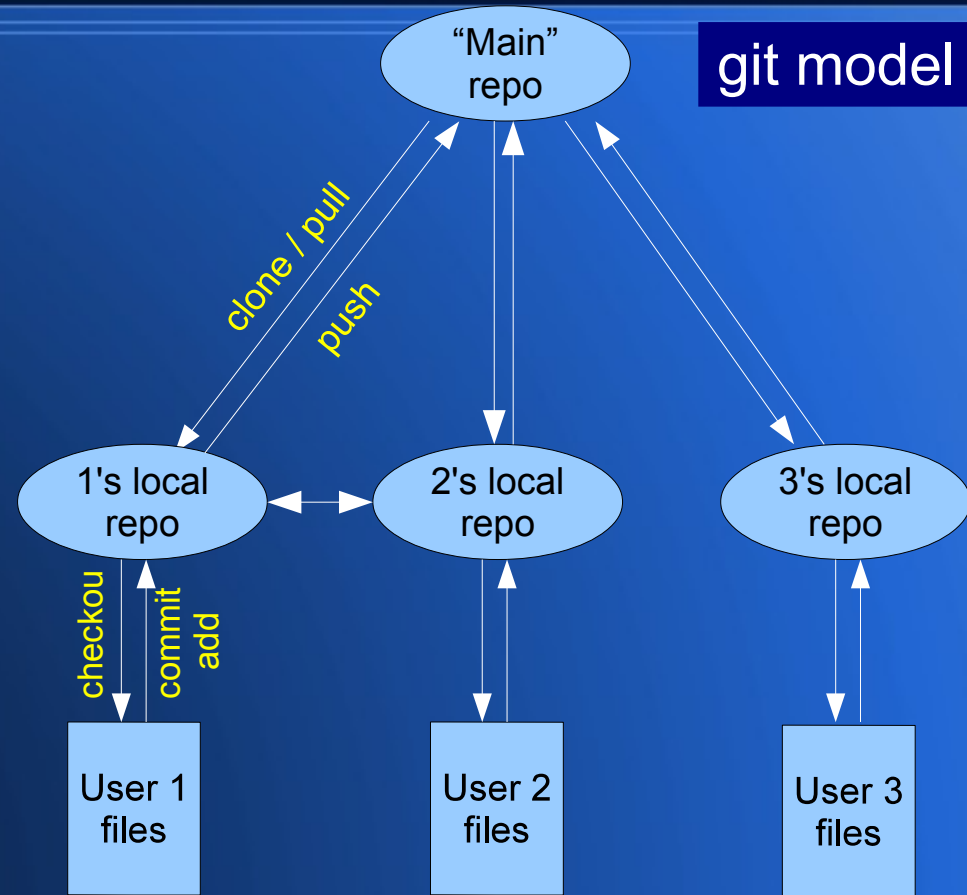 “Main”
repo
git model
clone / pull
push
1's local
repo
2's local
repo
3's local
repo
checkou
commit
add
User 1
files
User 2
files
User 3
files